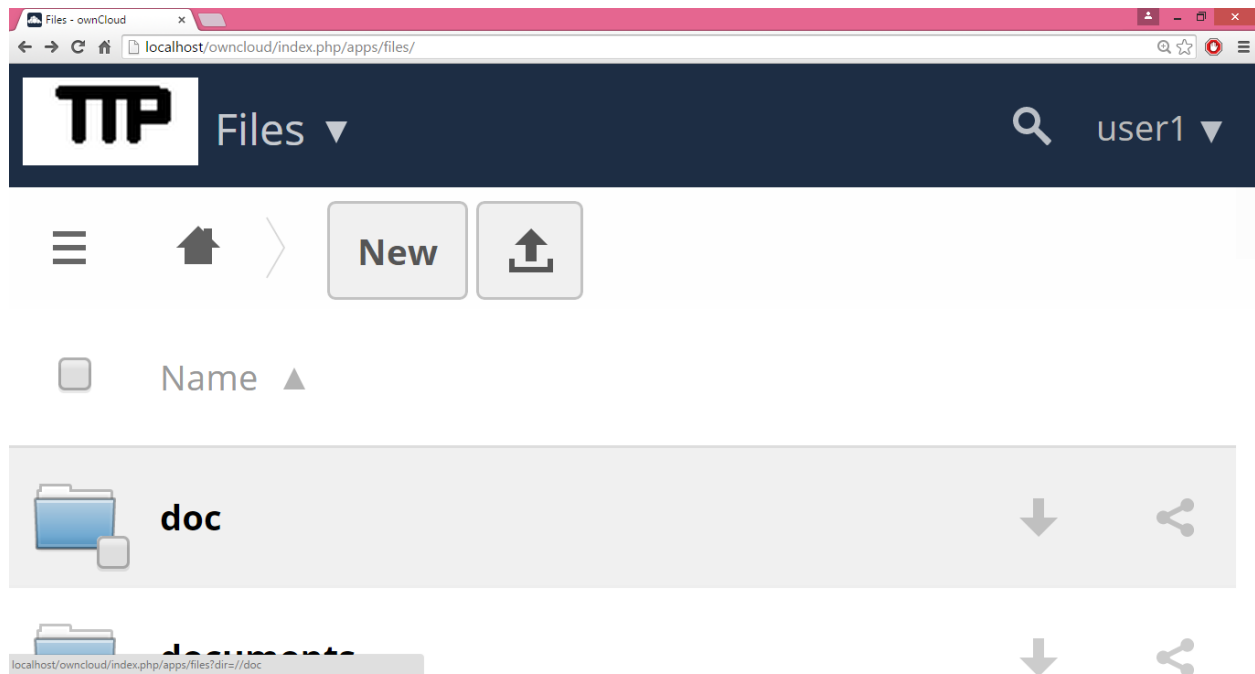 Files - ownCloud
localhost/owncloud/index.php/apps/files/
TTP Files ▼ user1 ▼
New
Name ▲
doc
documents
localhost/owncloud/index.php/apps/files?dir=//doc